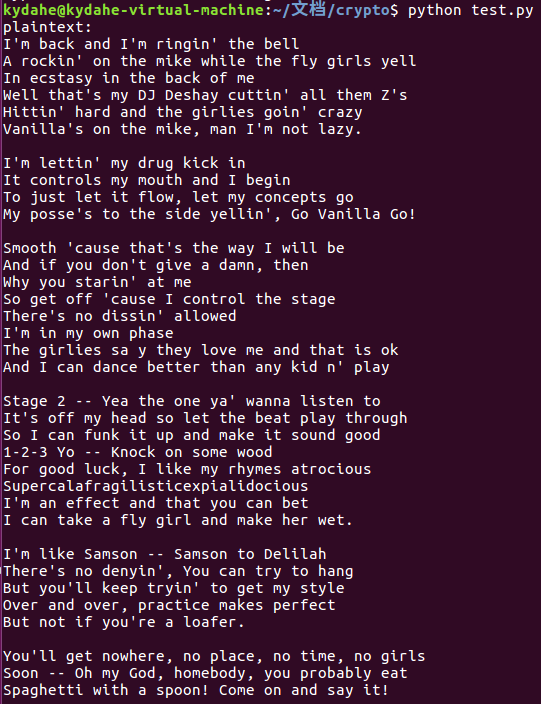 kydahe@kydahe-virtual-machine:~/文档/crypto$ python test.py
plaintext:
I'm back and I'm ringin' the bell
A rockin' on the mike while the fly girls yell
In ecstasy in the back of me
Well that's my DJ Deshay cuttin' all them Z's
Hittin' hard and the girlies goin' crazy
Vanilla's on the mike, man I'm not lazy.

I'm lettin' my drug kick in
It controls my mouth and I begin
To just let it flow, let my concepts go
My posse's to the side yellin', Go Vanilla Go!

Smooth 'cause that's the way I will be
And if you don't give a damn, then
Why you starin' at me
So get off 'cause I control the stage
There's no dissin' allowed
I'm in my own phase
The girlies sa y they love me and that is ok
And I can dance better than any kid n' play

Stage 2 -- Yea the one ya' wanna listen to
It's off my head so let the beat play through
So I can funk it up and make it sound good
1-2-3 Yo -- Knock on some wood
For good luck, I like my rhymes atrocious
Supercalafragilisticexpialidocious
I'm an effect and that you can bet
I can take a fly girl and make her wet.

I'm like Samson -- Samson to Delilah
There's no denyin', You can try to hang
But you'll keep tryin' to get my style
Over and over, practice makes perfect
But not if you're a loafer.

You'll get nowhere, no place, no time, no girls
Soon -- Oh my God, homebody, you probably eat
Spaghetti with a spoon! Come on and say it!